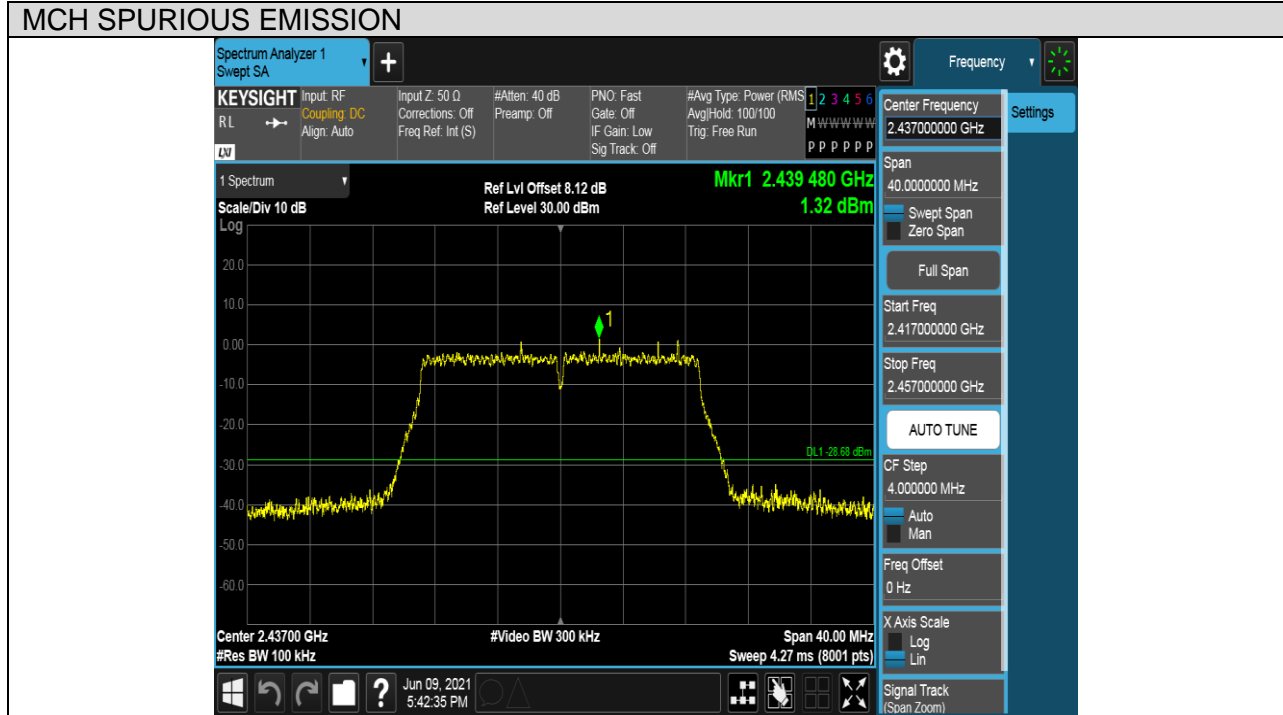 MCH SPURIOUS EMISSION
Spectrum Analyzer 1
Swept SA
+
Frequency
KEYSIGHT
RL
LXI
Input: RF
Coupling: DC
Align: Auto
Input Z: 50 Ω
Corrections: Off
Freq Ref: Int (S)
#Atten: 40 dB
Preamp: Off
PNO: Fast
Gate: Off
IF Gain: Low
Sig Track: Off
#Avg Type: Power (RMS
Avg|Hold: 100/100
Trig: Free Run
1 2 3 4 5 6
M W W W W W
P P P P P P
1 Spectrum
Scale/Div 10 dB
Ref Lvl Offset 8.12 dB
Ref Level 30.00 dBm
Mkr1 2.439 480 GHz
1.32 dBm
Log
20.0
10.0
0.00
-10.0
-20.0
-30.0
-40.0
-50.0
-60.0
1
DL1 -28.68 dBm
Center 2.43700 GHz
#Res BW 100 kHz
#Video BW 300 kHz
Span 40.00 MHz
Sweep 4.27 ms (8001 pts)
Center Frequency
2.437000000 GHz
Settings
Span
40.0000000 MHz
Swept Span
Zero Span
Full Span
Start Freq
2.417000000 GHz
Stop Freq
2.457000000 GHz
AUTO TUNE
CF Step
4.000000 MHz
Auto
Man
Freq Offset
0 Hz
X Axis Scale
Log
Lin
Signal Track
(Span Zoom)
?
Jun 09, 2021
5:42:35 PM